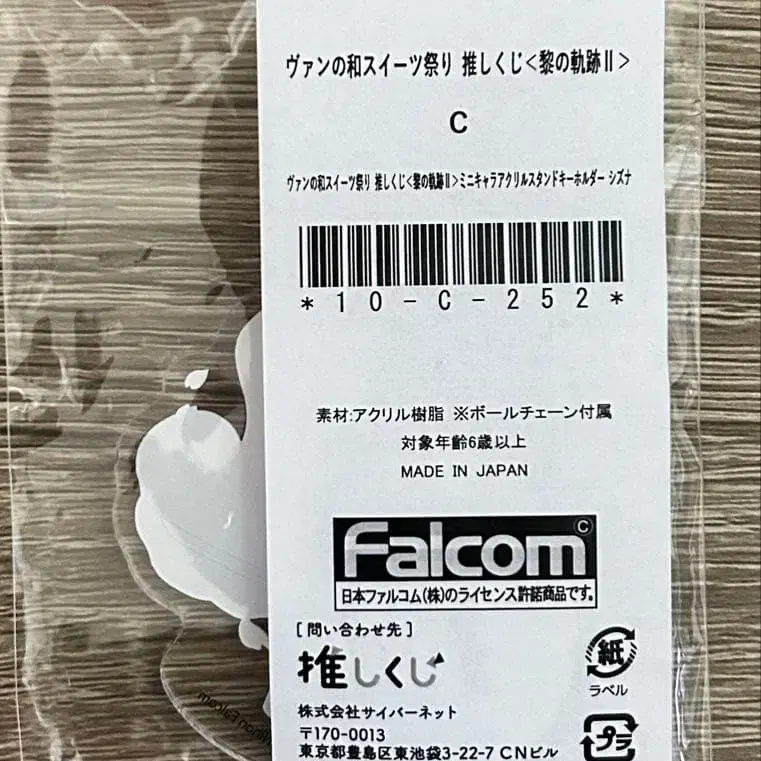 ヴァンの和スイーツ祭り 推しくじ<黎の軌跡Ⅱ>
C
ヴァンの和スイーツ祭り 推しくじ<黎の軌跡Ⅱ>ミニキャラアクリルスタンドキーホルダー シズナ
*10-C-252*
素材:アクリル樹脂 ※ボールチェーン付属
対象年齢6歳以上
MADE IN JAPAN
Falcom ©
日本ファルコム(株)のライセンス許諾商品です。
[問い合わせ先]
推しくじ
紙
ラベル
株式会社サイバーネット
〒170-0013
東京都豊島区東池袋3-22-7 CNビル
プラ
Falcom